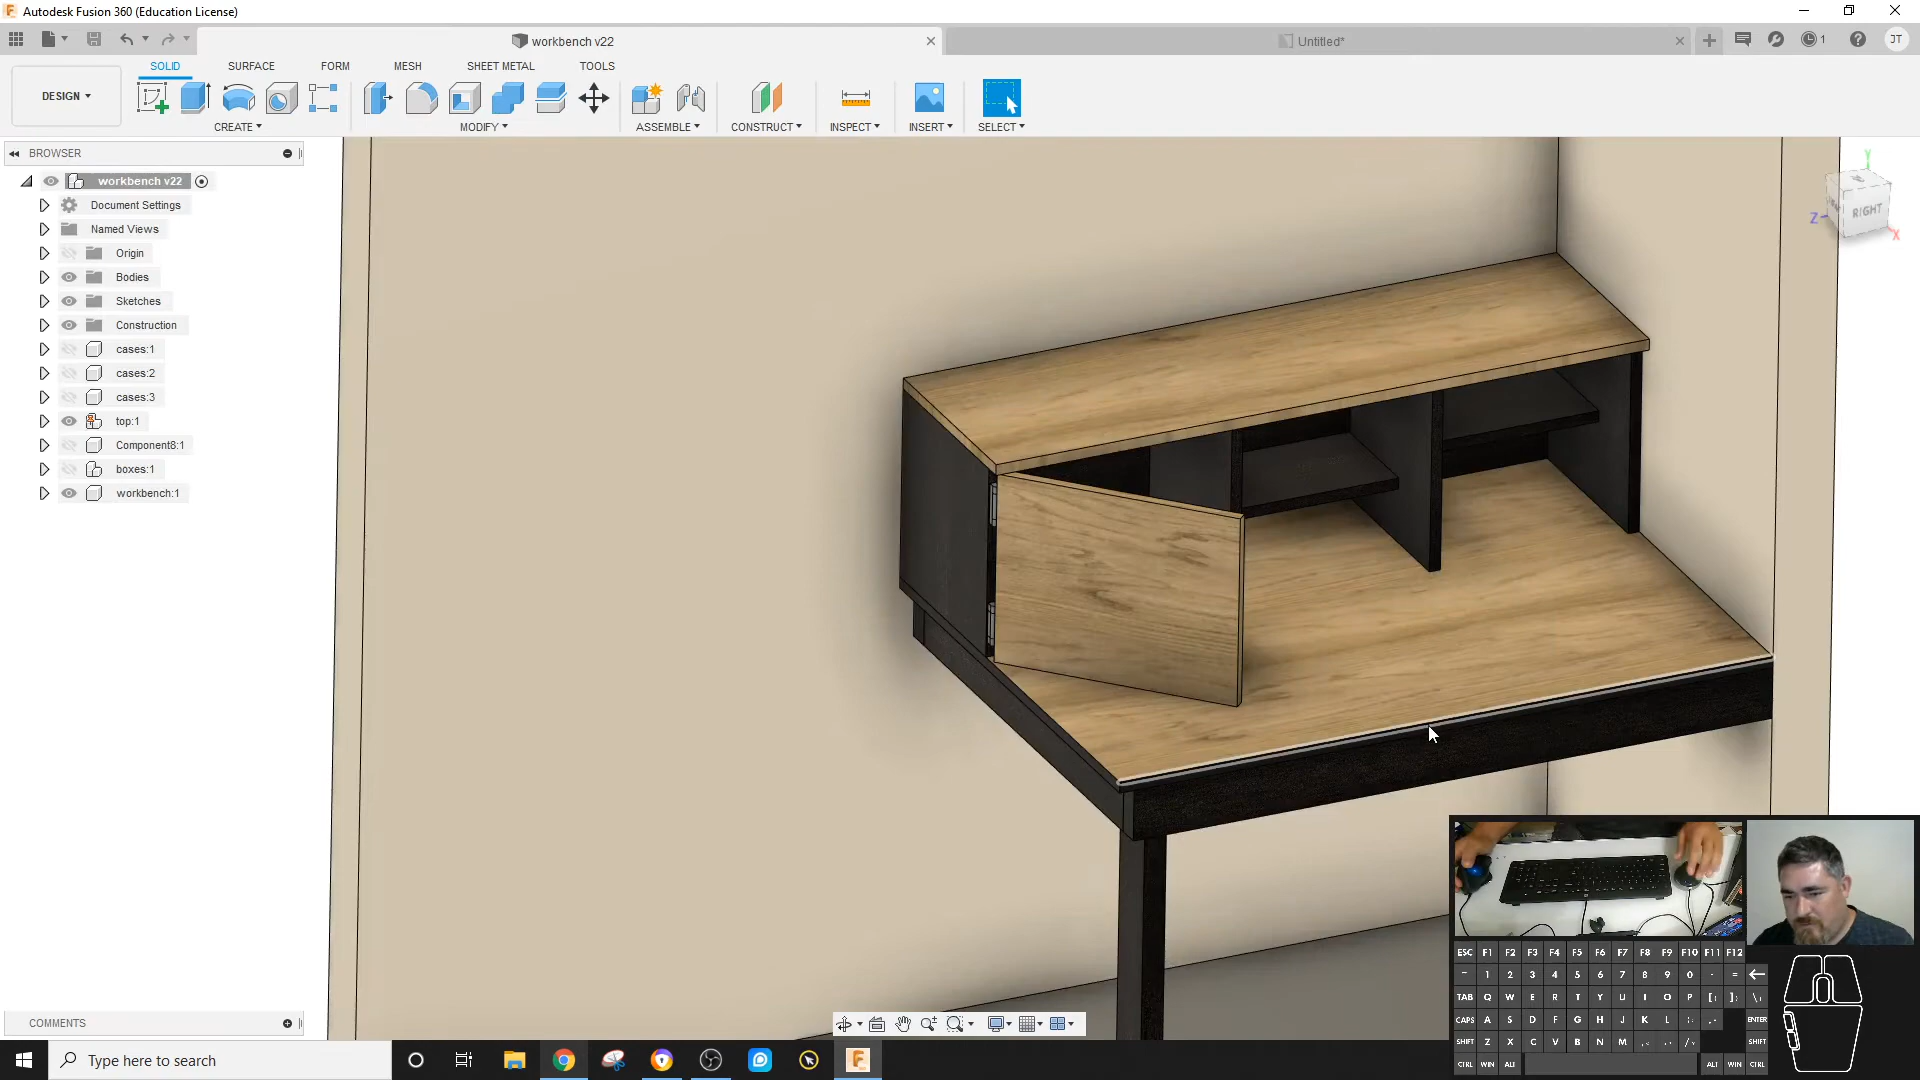 Autodesk Fusion 360 (Education License)
workbench v22
Untitled*
1
JT
DESIGN
SOLID SURFACE FORM MESH SHEET METAL TOOLS
CREATE MODIFY ASSEMBLE CONSTRUCT INSPECT INSERT SELECT
BROWSER
workbench v22
Document Settings
Named Views
Origin
Bodies
Sketches
Construction
cases:1
cases:2
cases:3
top:1
Component8:1
boxes:1
workbench:1
Y
Z
X
RIGHT
COMMENTS
ESC F1 F2 F3 F4 F5 F6 F7 F8 F9 F10 F11 F12
1 2 3 4 5 6 7 8 9 0 - =
TAB Q W E R T Y U I O P
CAPS A S D F G H J K L ENTER
SHIFT Z X C V B N M SHIFT
CTRL WIN ALT ALT WIN CTRL
Type here to search